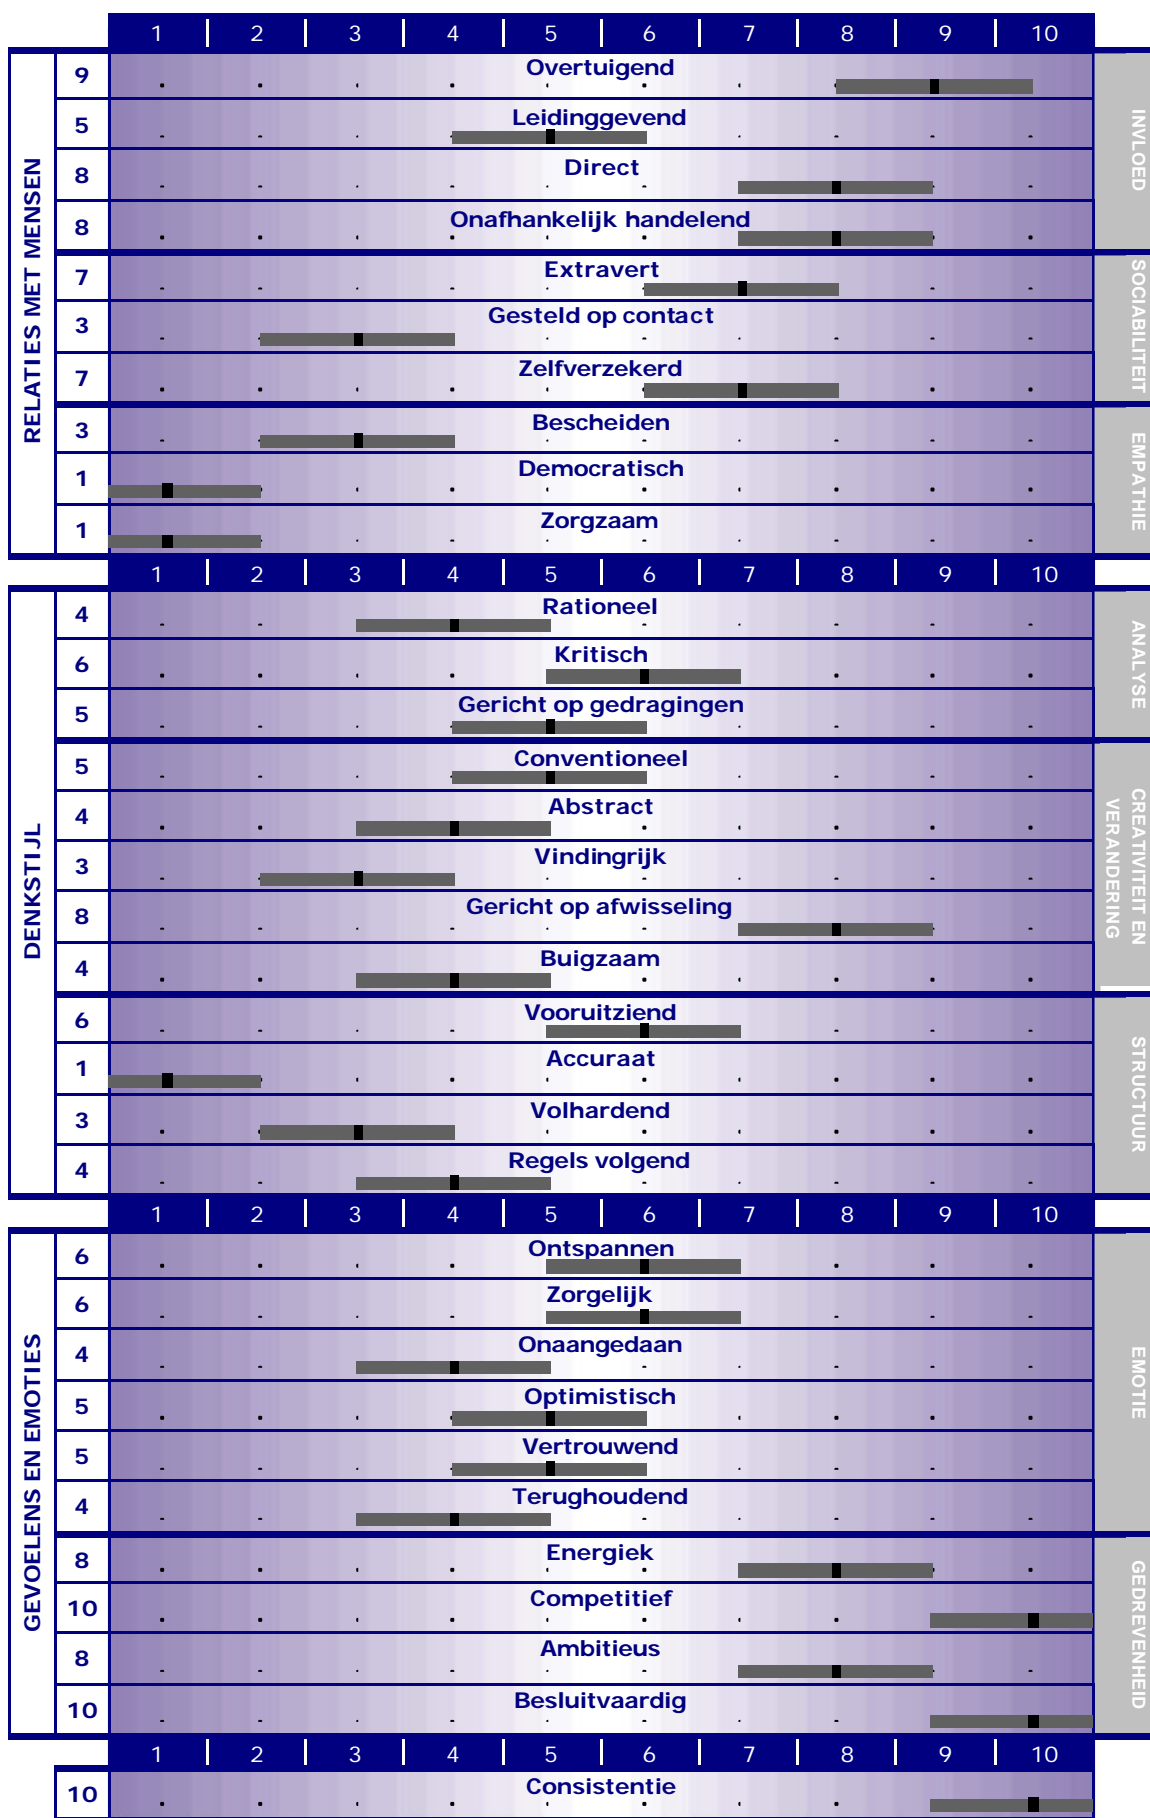 1 2 3 4 5 6 7 8 9 10
RELATIES MET MENSEN
INVLOED
9 Overtuigend
5 Leidinggevend
8 Direct
8 Onafhankelijk handelend
SOCIABILITEIT
7 Extravert
3 Gesteld op contact
7 Zelfverzekerd
EMPATHIE
3 Bescheiden
1 Democratisch
1 Zorgzaam
1 2 3 4 5 6 7 8 9 10
DENKSTIJL
ANALYSE
4 Rationeel
6 Kritisch
5 Gericht op gedragingen
CREATIVITEIT EN
VERANDERING
5 Conventioneel
4 Abstract
3 Vindingrijk
8 Gericht op afwisseling
4 Buigzaam
STRUCTUUR
6 Vooruitziend
1 Accuraat
3 Volhardend
4 Regels volgend
1 2 3 4 5 6 7 8 9 10
GEVOELENS EN EMOTIES
EMOTIE
6 Ontspannen
6 Zorgelijk
4 Onaangedaan
5 Optimistisch
5 Vertrouwend
4 Terughoudend
GEDREVENHEID
8 Energiek
10 Competitief
8 Ambitieus
10 Besluitvaardig
1 2 3 4 5 6 7 8 9 10
10 Consistentie